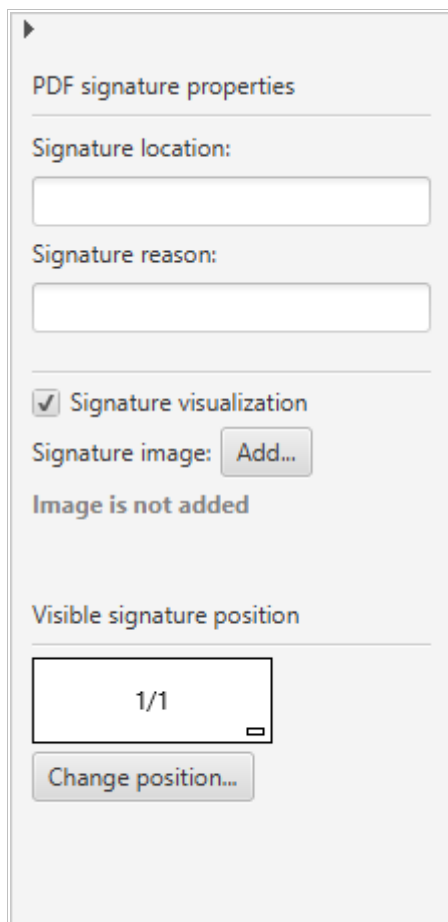 PDF signature properties
Signature location:
Signature reason:
Signature visualization
Signature image: Add...
Image is not added
Visible signature position
1/1
Change position...